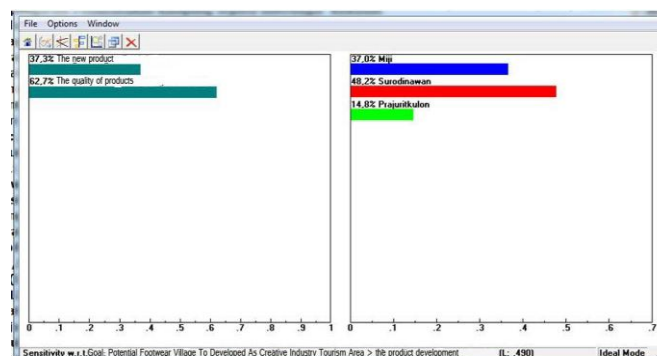 File Options Window
37,3% The new product
62,7% The quality of products
0 .1 .2 .3 .4 .5 .6 .7 .8 .9 1
37,0% Miji
48,2% Surodinawan
14,8% Prajuritkulon
0 .1 .2 .3 .4 .5 .6 .7
Sensitivity w.r.t.Goal: Potential Footwear Village To Developed As Creative Industry Tourism Area > the product development (L: .490) Ideal Mode